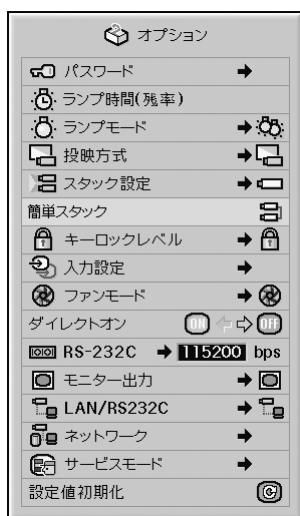 オプション
パスワード
ランプ時間(残率)
ランプモード
投映方式
スタック設定
簡単スタック
キーロックレベル
入力設定
ファンモード
ダイレクトオン ON OFF
RS-232C 115200 bps
モニター出力
LAN/RS232C
ネットワーク
サービスモード
設定値初期化